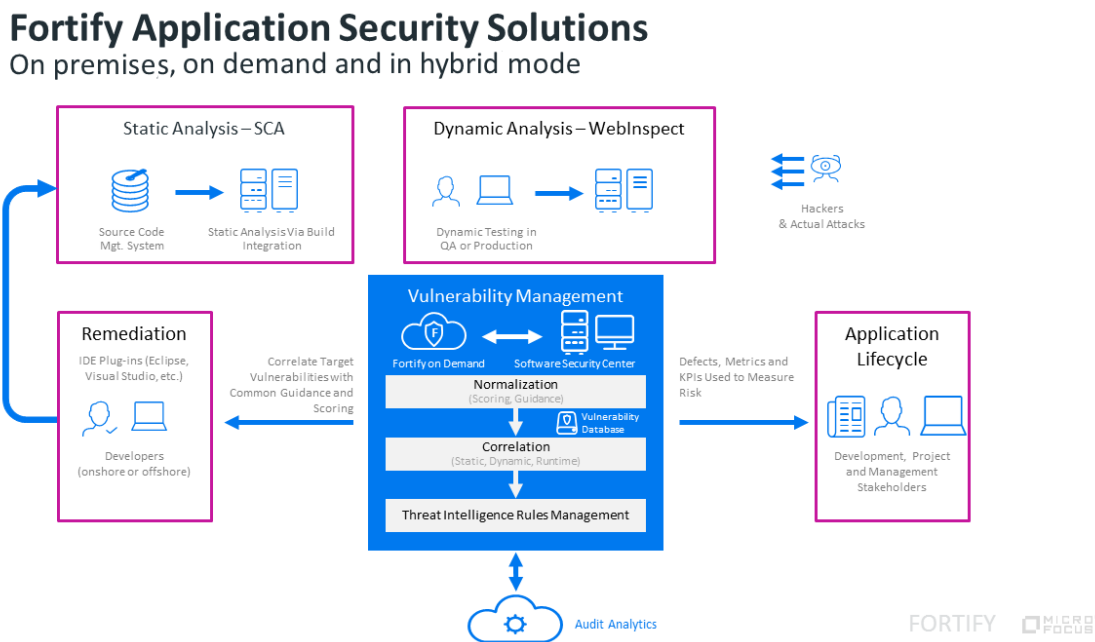 Fortify Application Security Solutions
On premises, on demand and in hybrid mode
Static Analysis – SCA
Source Code
Mgt. System
Static Analysis Via Build
Integration
Dynamic Analysis – WebInspect
Dynamic Testing in
QA or Production
Hackers
& Actual Attacks
Remediation
IDE Plug-ins (Eclipse,
Visual Studio, etc.)
Developers
(onshore or offshore)
Correlate Target
Vulnerabilities with
Common Guidance and
Scoring
Vulnerability Management
F
Fortify on Demand
Software Security Center
Normalization
(Scoring, Guidance)
Vulnerability
Database
Correlation
(Static, Dynamic, Runtime)
Threat Intelligence Rules Management
Defects, Metrics and
KPIs Used to Measure
Risk
Application
Lifecycle
Development, Project
and Management
Stakeholders
Audit Analytics
FORTIFY
MICRO
FOCUS